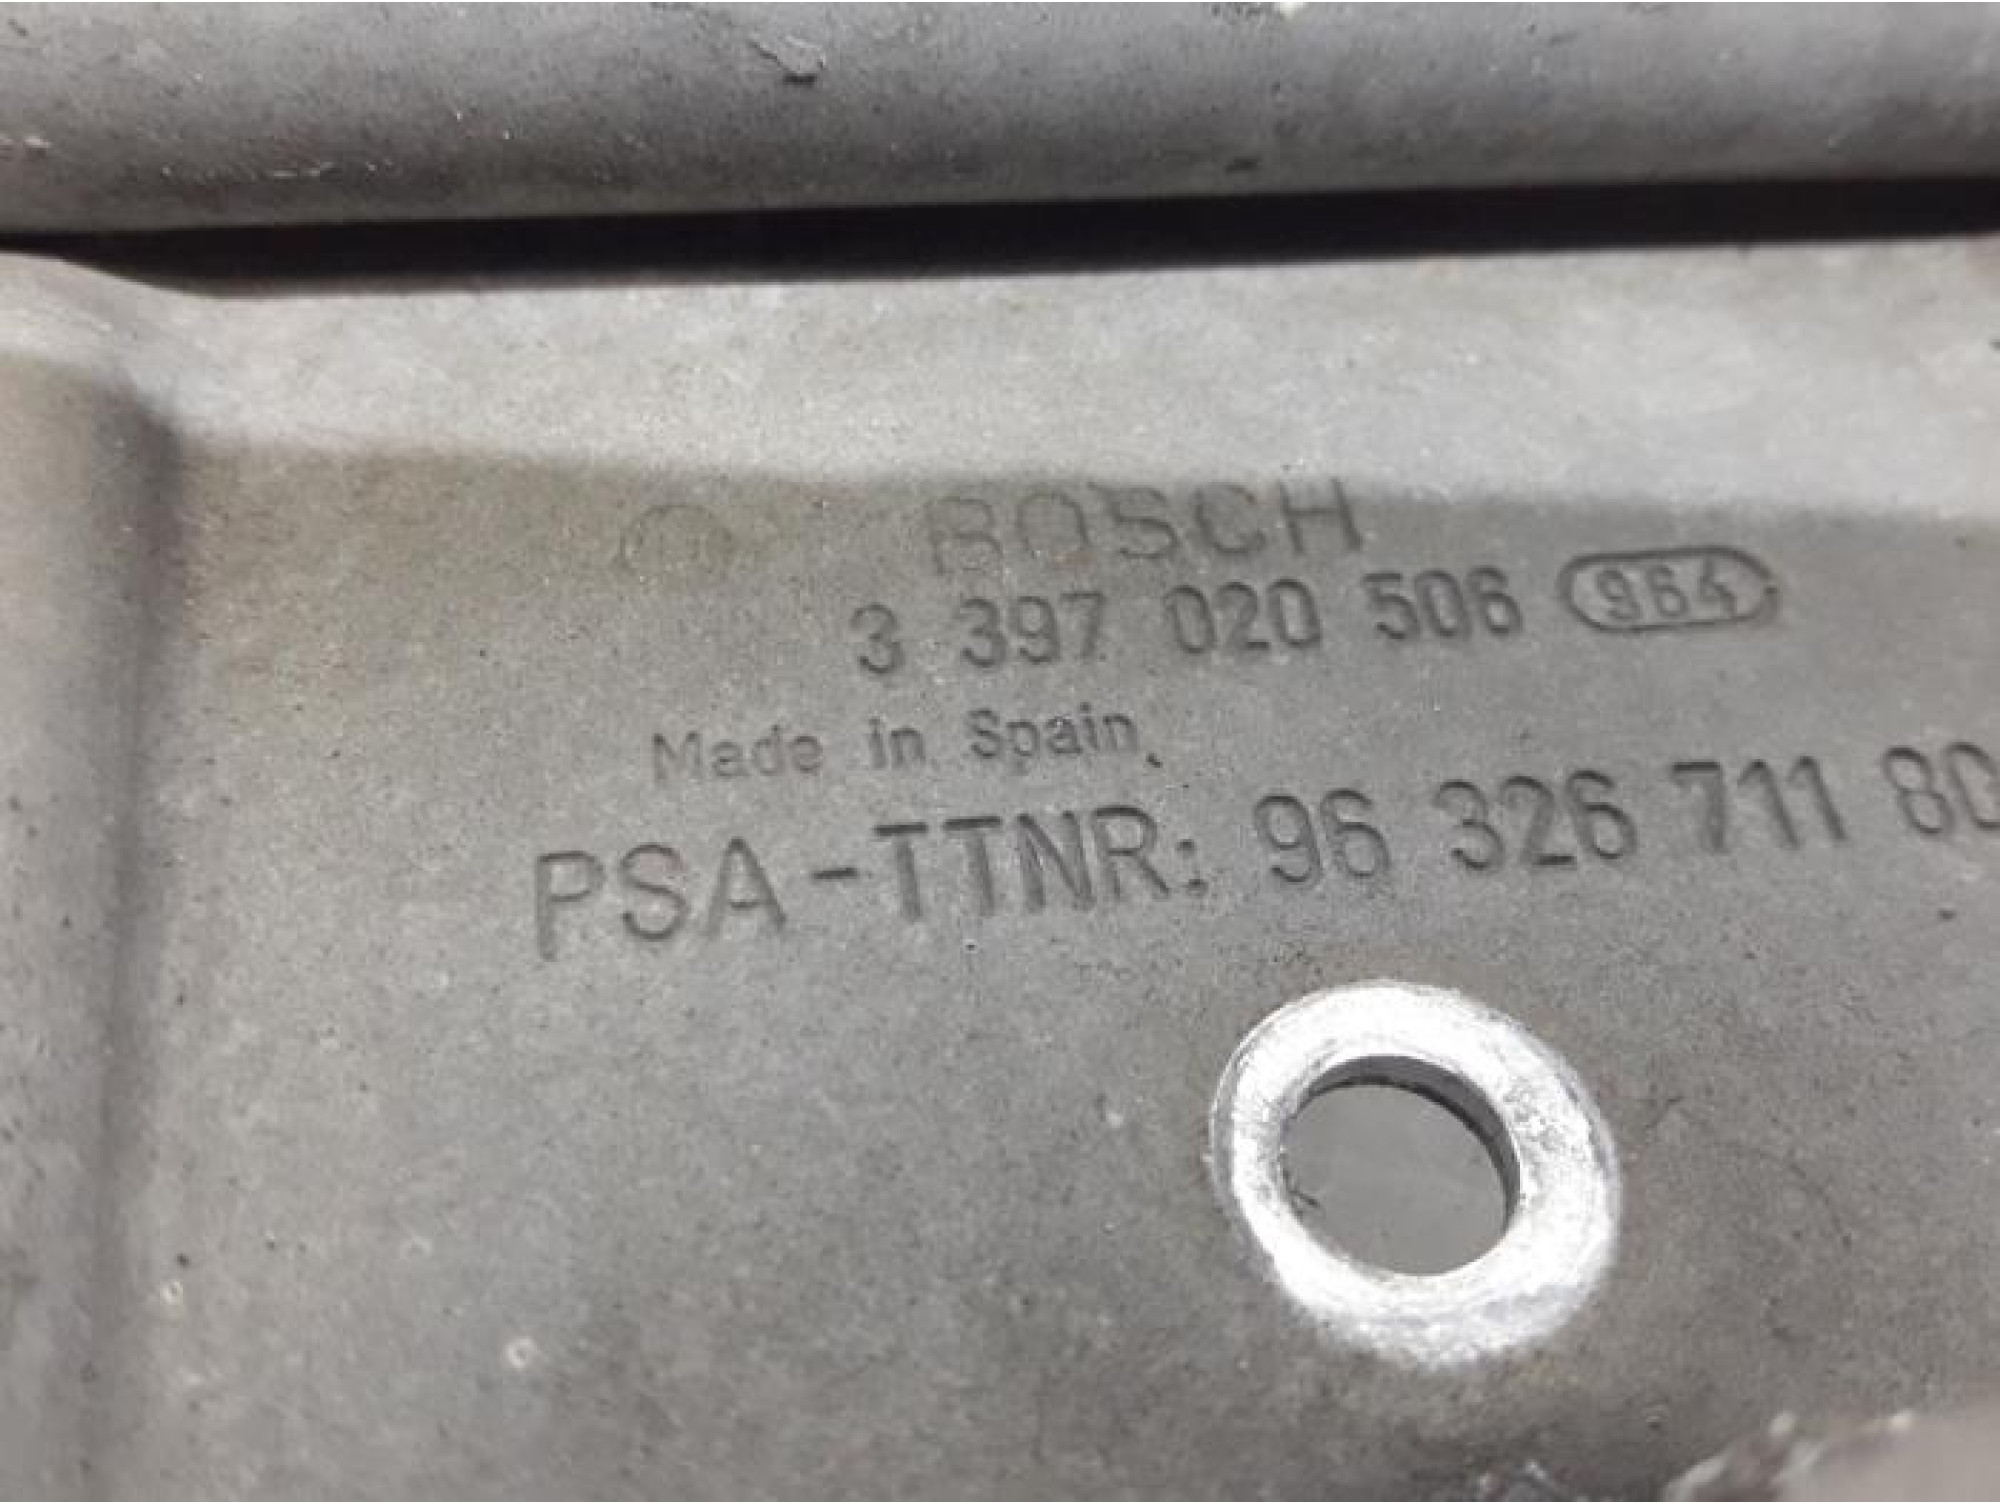 BOSCH
3 397 020 506 964
Made in Spain
PSA-TTNR: 96 326 711 80